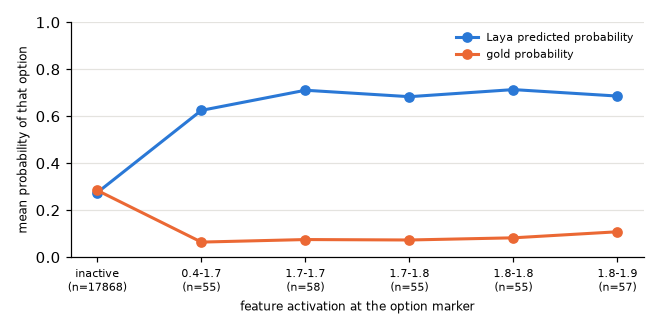 1.0
0.8
0.6
0.4
0.2
0.0
mean probability of that option
Laya predicted probability
gold probability
inactive
(n=17868)
0.4-1.7
(n=55)
1.7-1.7
(n=58)
1.7-1.8
(n=55)
1.8-1.8
(n=55)
1.8-1.9
(n=57)
feature activation at the option marker